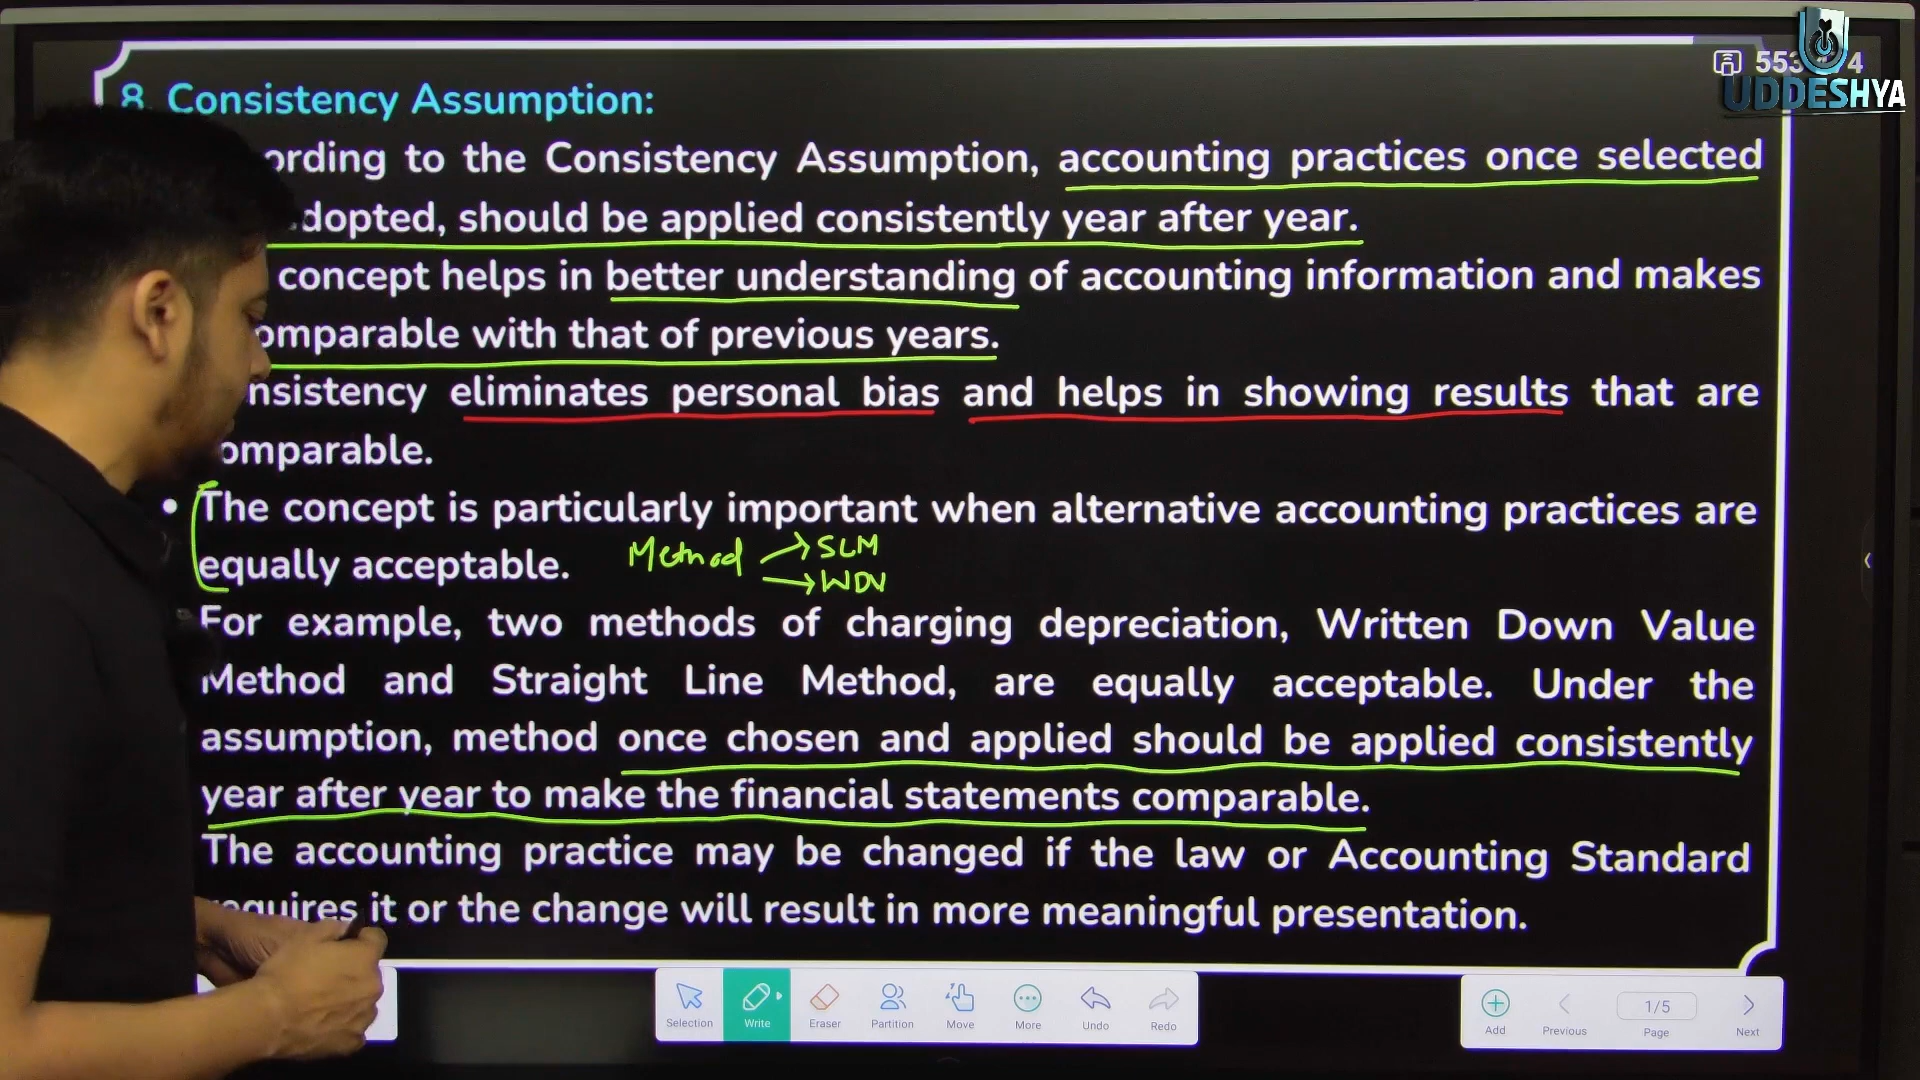 8. Consistency Assumption:
ording to the Consistency Assumption, accounting practices once selected
dopted, should be applied consistently year after year.
concept helps in better understanding of accounting information and makes
omparable with that of previous years.
nsistency eliminates personal bias and helps in showing results that are
omparable.
• The concept is particularly important when alternative accounting practices are
equally acceptable. Method → SLM
→ WDV
For example, two methods of charging depreciation, Written Down Value
Method and Straight Line Method, are equally acceptable. Under the
assumption, method once chosen and applied should be applied consistently
year after year to make the financial statements comparable.
The accounting practice may be changed if the law or Accounting Standard
requires it or the change will result in more meaningful presentation.
UDDESHYA
Selection Write Eraser Partition Move More Undo Redo
Add Previous 1/5 Page Next